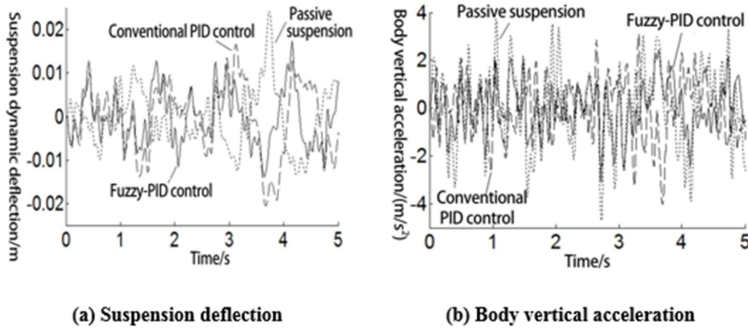 Suspension dynamic deflection/m
0.02
0.01
0
-0.01
-0.02
Conventional PID control
Passive
suspension
Fuzzy-PID control
0 1 2 3 4 5
Time/s
(a) Suspension deflection
Body vertical acceleration/(m/s²)
4
2
0
-2
-4
Passive suspension
Fuzzy-PID control
Conventional
PID control
0 1 2 3 4 5
Time/s
(b) Body vertical acceleration